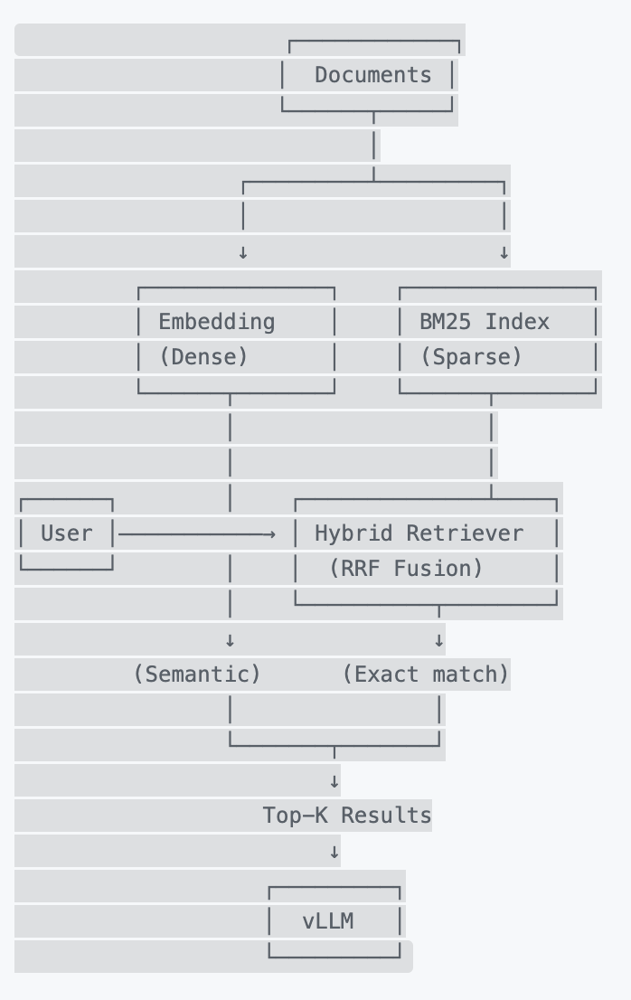 Documents
Embedding BM25 Index
(Dense) (Sparse)
User Hybrid Retriever
(RRF Fusion)
(Semantic) (Exact match)
Top-K Results
vLLM